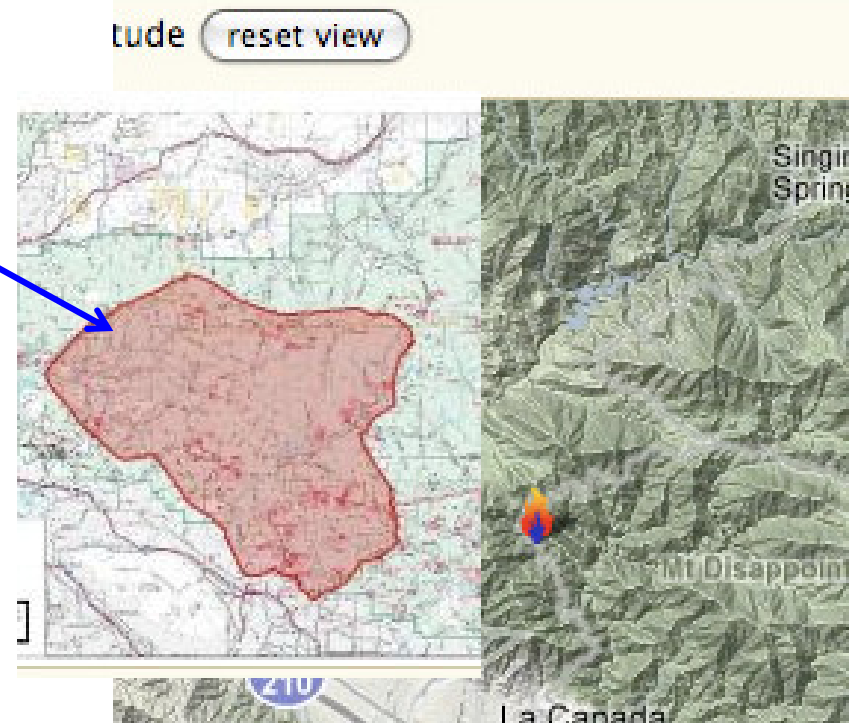 tude reset view
Singin
Spring
Mt Disappoint
210
La Canada